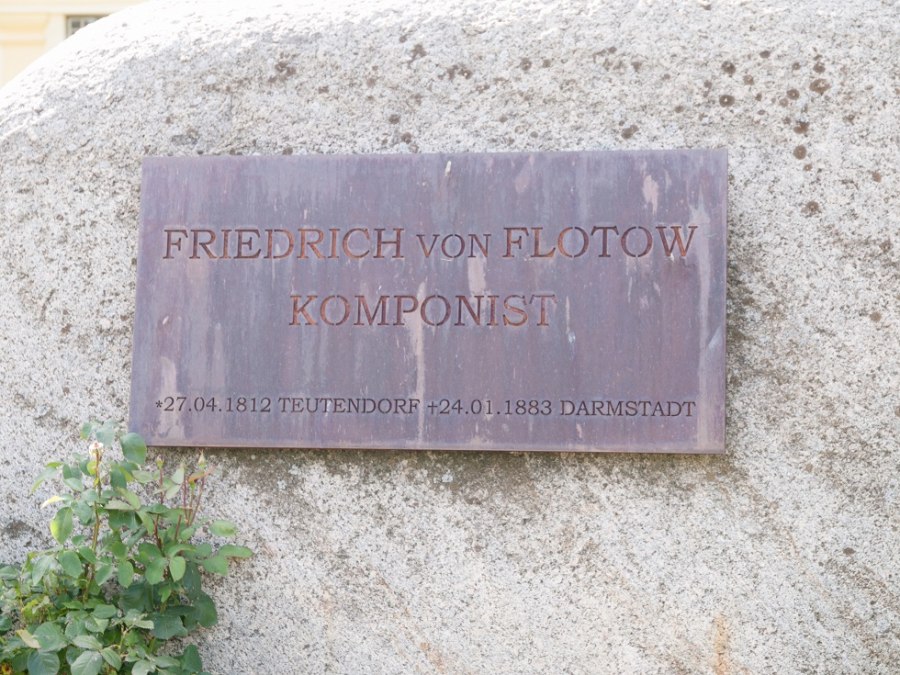 FRIEDRICH VON FLOTOW
KOMPONIST
*27.04.1812 TEUTENDORF +24.01.1883 DARMSTADT